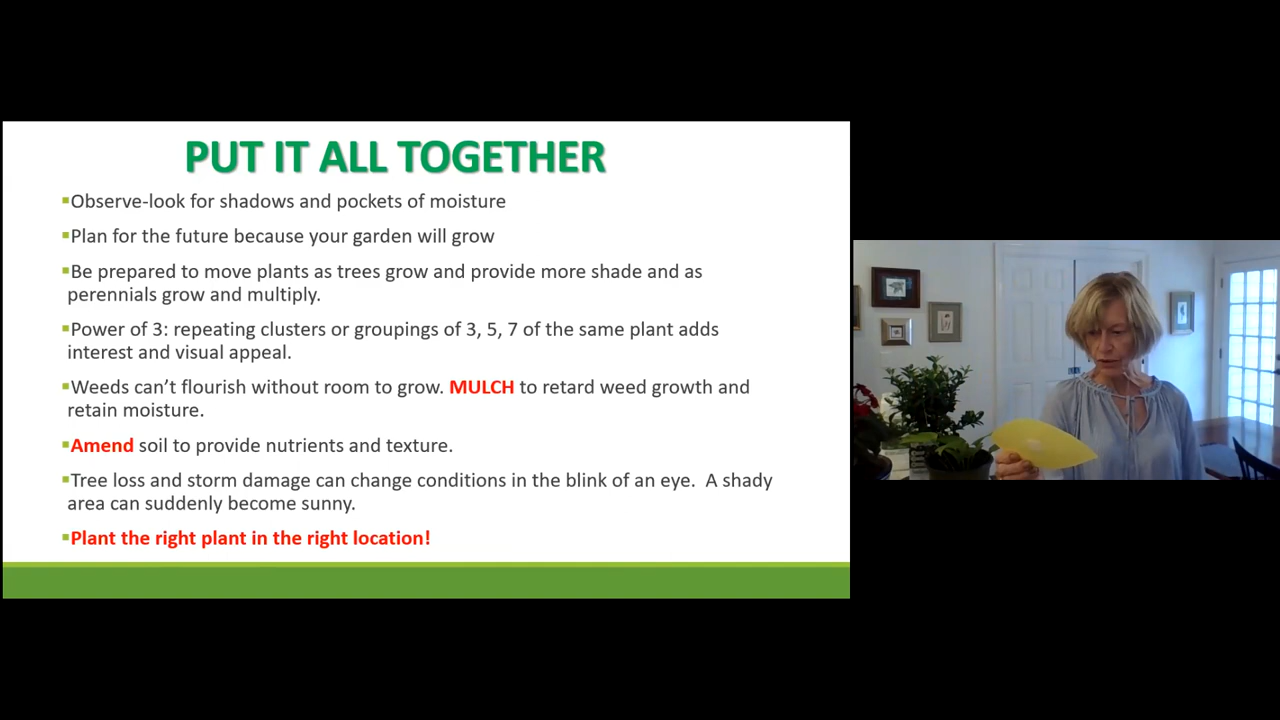 PUT IT ALL TOGETHER
▪Observe-look for shadows and pockets of moisture
▪Plan for the future because your garden will grow
▪Be prepared to move plants as trees grow and provide more shade and as
perennials grow and multiply.
▪Power of 3: repeating clusters or groupings of 3, 5, 7 of the same plant adds
interest and visual appeal.
▪Weeds can’t flourish without room to grow. MULCH to retard weed growth and
retain moisture.
▪Amend soil to provide nutrients and texture.
▪Tree loss and storm damage can change conditions in the blink of an eye.  A shady
area can suddenly become sunny.
▪Plant the right plant in the right location!